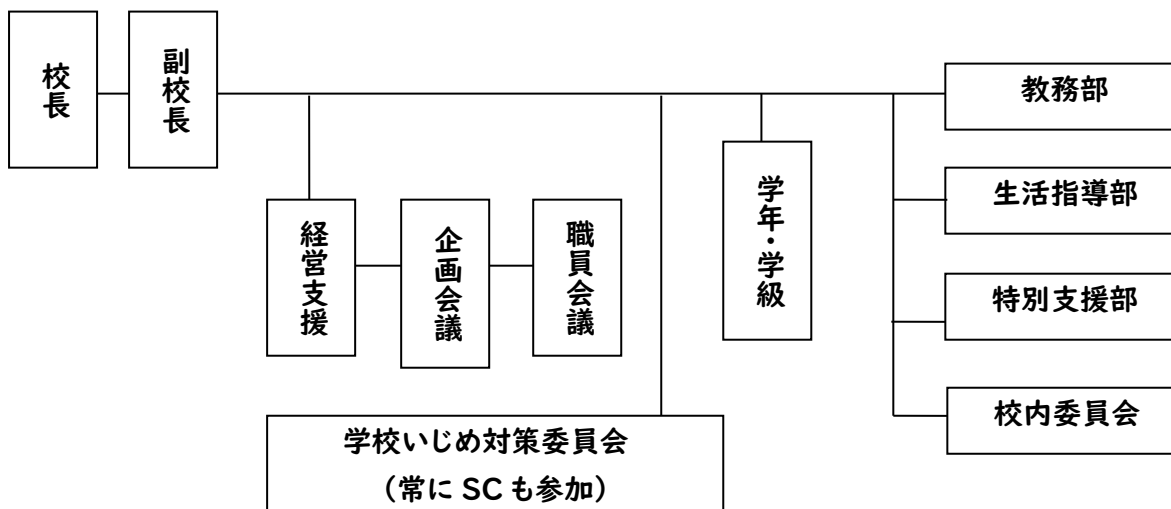 校長
副校長
教務部
生活指導部
特別支援部
校内委員会
学年・学級
経営支援
企画会議
職員会議
学校いじめ対策委員会
（常に SC も参加）